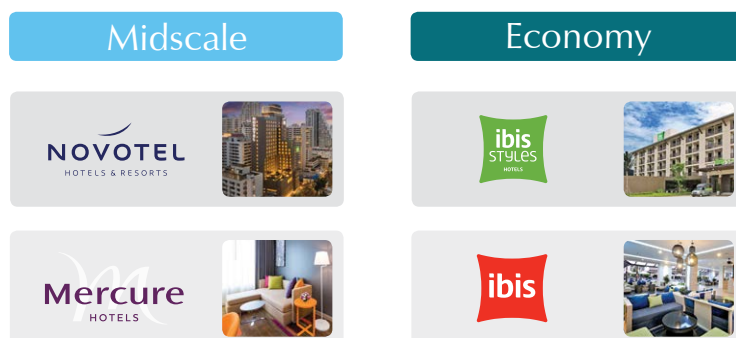 Midscale
Economy
NOVOTEL
HOTELS & RESORTS
ibis
STYLES
HOTELS
Mercure
HOTELS
ibis